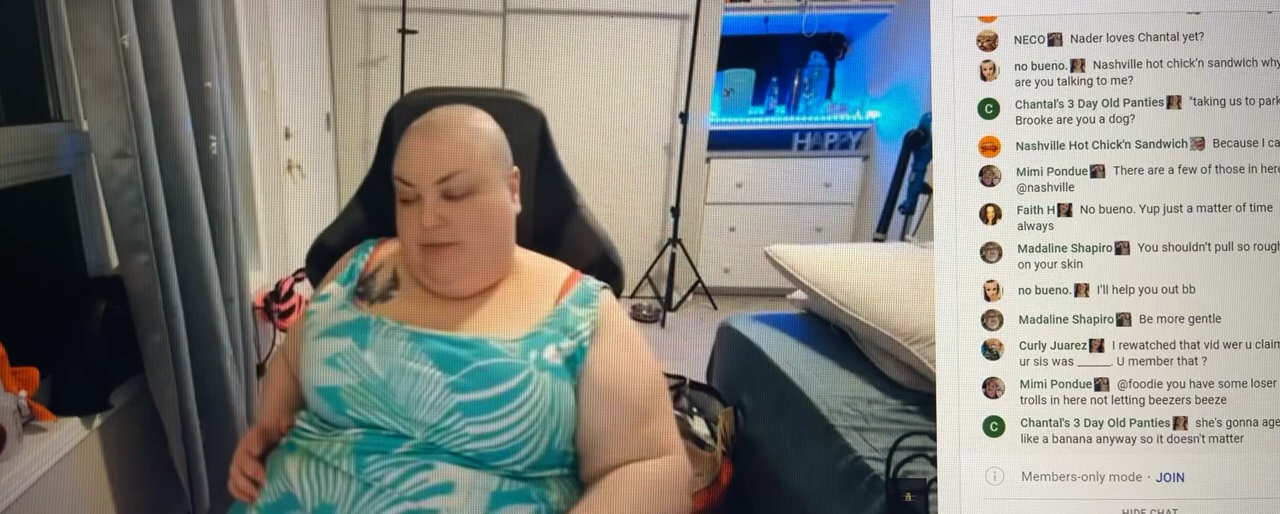 HAPPY
NECO Nader loves Chantal yet?
no bueno. Nashville hot chick'n sandwich why
are you talking to me?
Chantal's 3 Day Old Panties "taking us to park
Brooke are you a dog?
Nashville Hot Chick'n Sandwich Because I ca
Mimi Pondue There are a few of those in here
@nashville
Faith H No bueno. Yup just a matter of time
always
Madaline Shapiro You shouldn't pull so rough
on your skin
no bueno. I'll help you out bb
Madaline Shapiro Be more gentle
Curly Juarez I rewatched that vid wer u claim
ur sis was ______. U member that ?
Mimi Pondue @foodie you have some loser
trolls in here not letting beezers beeze
C Chantal's 3 Day Old Panties she's gonna age
like a banana anyway so it doesn't matter
Members-only mode · JOIN
HIDE CHAT